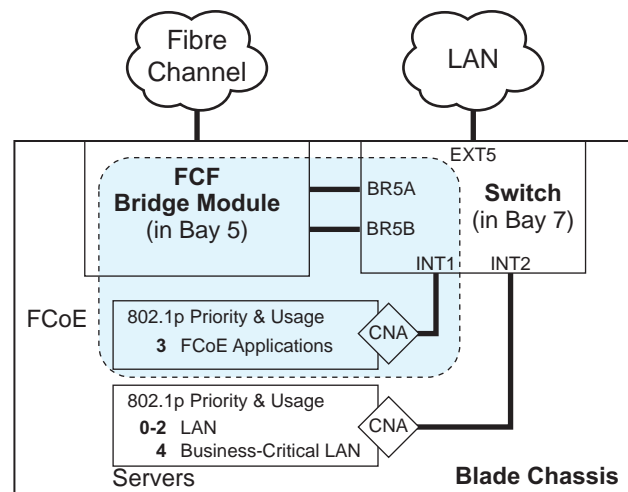 Fibre
Channel
LAN
EXT5
FCF
Bridge Module
(in Bay 5)
BR5A
BR5B
Switch
(in Bay 7)
INT1
INT2
FCoE
802.1p Priority & Usage
3 FCoE Applications
CNA
802.1p Priority & Usage
0-2 LAN
4 Business-Critical LAN
CNA
Servers
Blade Chassis